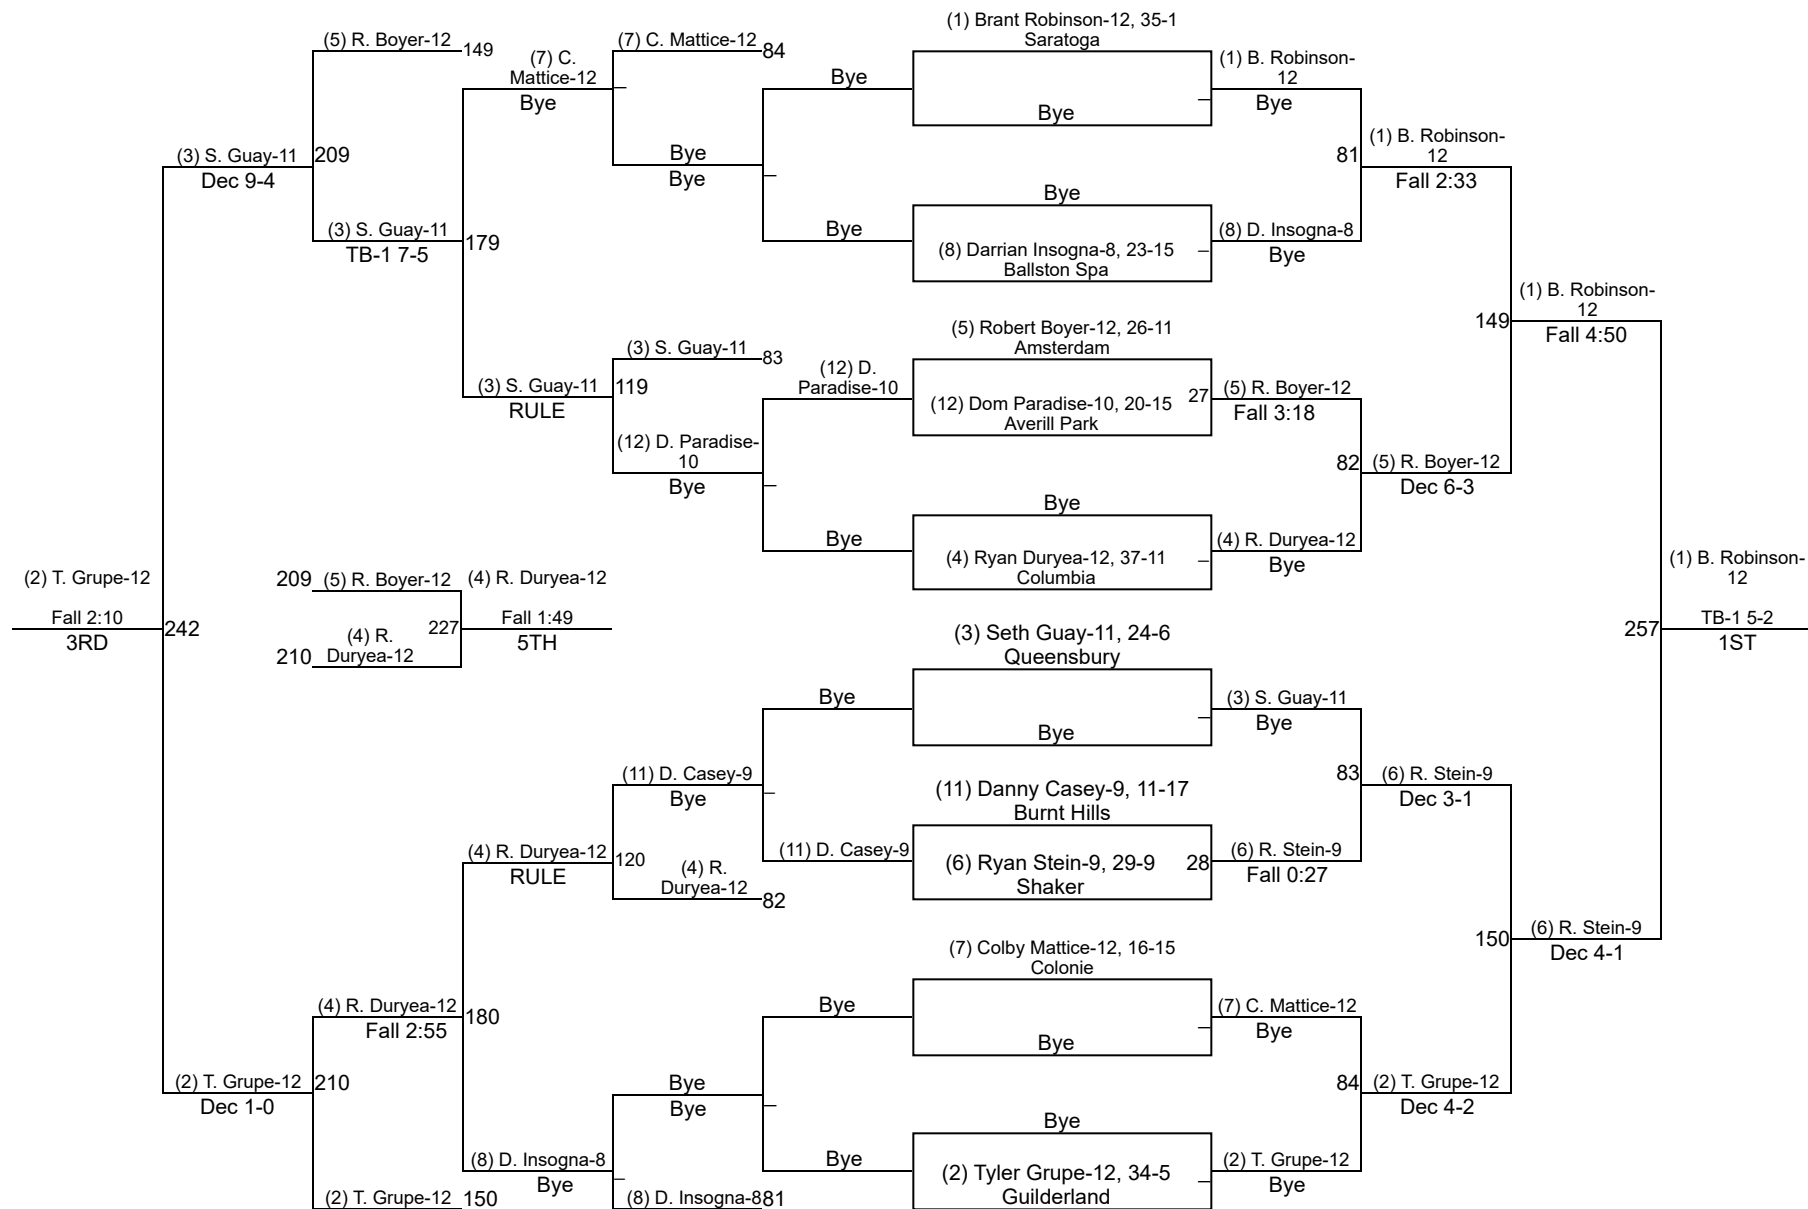 (1) Brant Robinson-12, 35-1
Saratoga
(5) R. Boyer-12
149
(7) C.
Mattice-12
Bye
(7) C. Mattice-12
84
Bye
Bye
(1) B. Robinson-
12
Bye
(3) S. Guay-11
Dec 9-4
209
Bye
Bye
81
(1) B. Robinson-
12
Fall 2:33
(3) S. Guay-11
TB-1 7-5
179
Bye
Bye
(8) Darrian Insogna-8, 23-15
Ballston Spa
(8) D. Insogna-8
Bye
149
(1) B. Robinson-
12
Fall 4:50
(5) Robert Boyer-12, 26-11
Amsterdam
(3) S. Guay-11
83
(3) S. Guay-11
RULE
119
(12) D.
Paradise-10
(12) Dom Paradise-10, 20-15
Averill Park
27
(5) R. Boyer-12
Fall 3:18
(12) D. Paradise-
10
Bye
82
(5) R. Boyer-12
Dec 6-3
Bye
Bye
(4) Ryan Duryea-12, 37-11
Columbia
(4) R. Duryea-12
Bye
(2) T. Grupe-12
Fall 2:10
3RD
242
209
(5) R. Boyer-12
(4) R. Duryea-12
227
Fall 1:49
5TH
210
(4) R.
Duryea-12
257
(1) B. Robinson-
12
TB-1 5-2
1ST
(3) Seth Guay-11, 24-6
Queensbury
Bye
Bye
(3) S. Guay-11
Bye
(11) D. Casey-9
Bye
83
(6) R. Stein-9
Dec 3-1
(11) Danny Casey-9, 11-17
Burnt Hills
(4) R. Duryea-12
RULE
120
(4) R.
Duryea-12
82
(11) D. Casey-9
(6) Ryan Stein-9, 29-9
Shaker
28
(6) R. Stein-9
Fall 0:27
150
(6) R. Stein-9
Dec 4-1
(7) Colby Mattice-12, 16-15
Colonie
(4) R. Duryea-12
Fall 2:55
180
Bye
Bye
(7) C. Mattice-12
Bye
(2) T. Grupe-12
Dec 1-0
210
Bye
Bye
84
(2) T. Grupe-12
Dec 4-2
Bye
(8) D. Insogna-8
Bye
Bye
(2) Tyler Grupe-12, 34-5
Guilderland
(2) T. Grupe-12
Bye
(2) T. Grupe-12
150
(8) D. Insogna-8
81